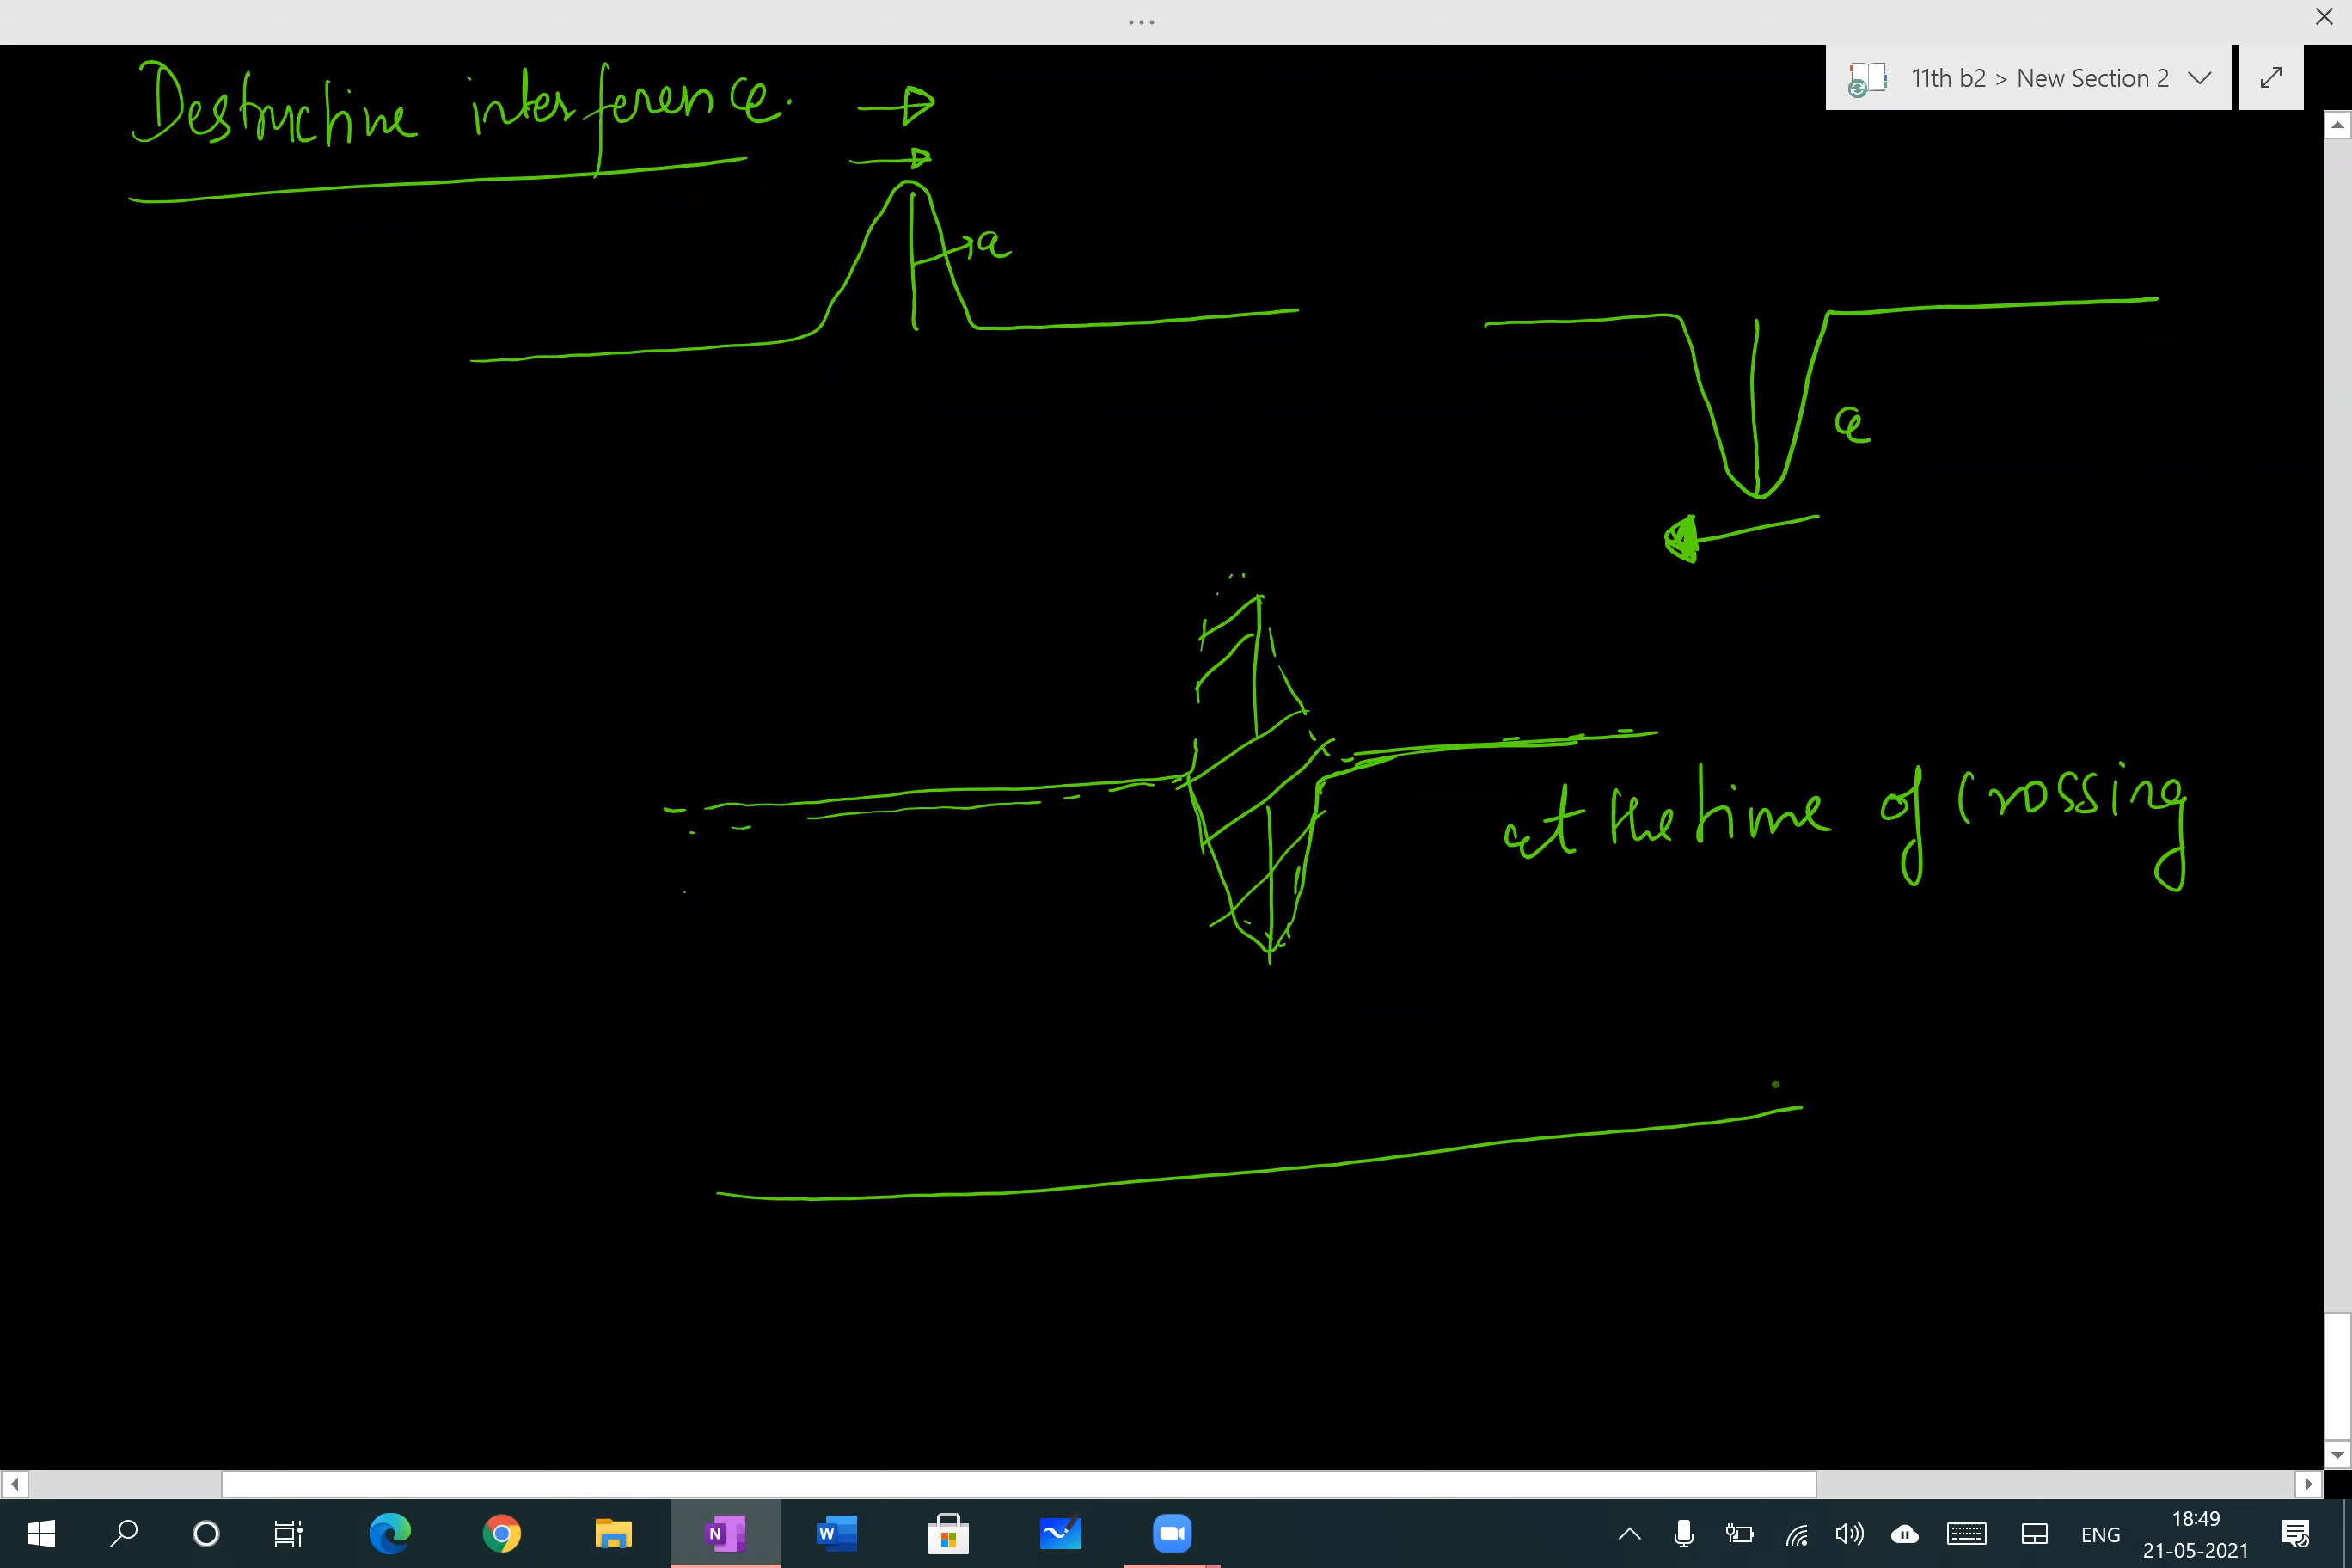 11th b2 > New Section 2
Destructive interference.
a
a
at the time of crossing
ENG
18:49
21-05-2021